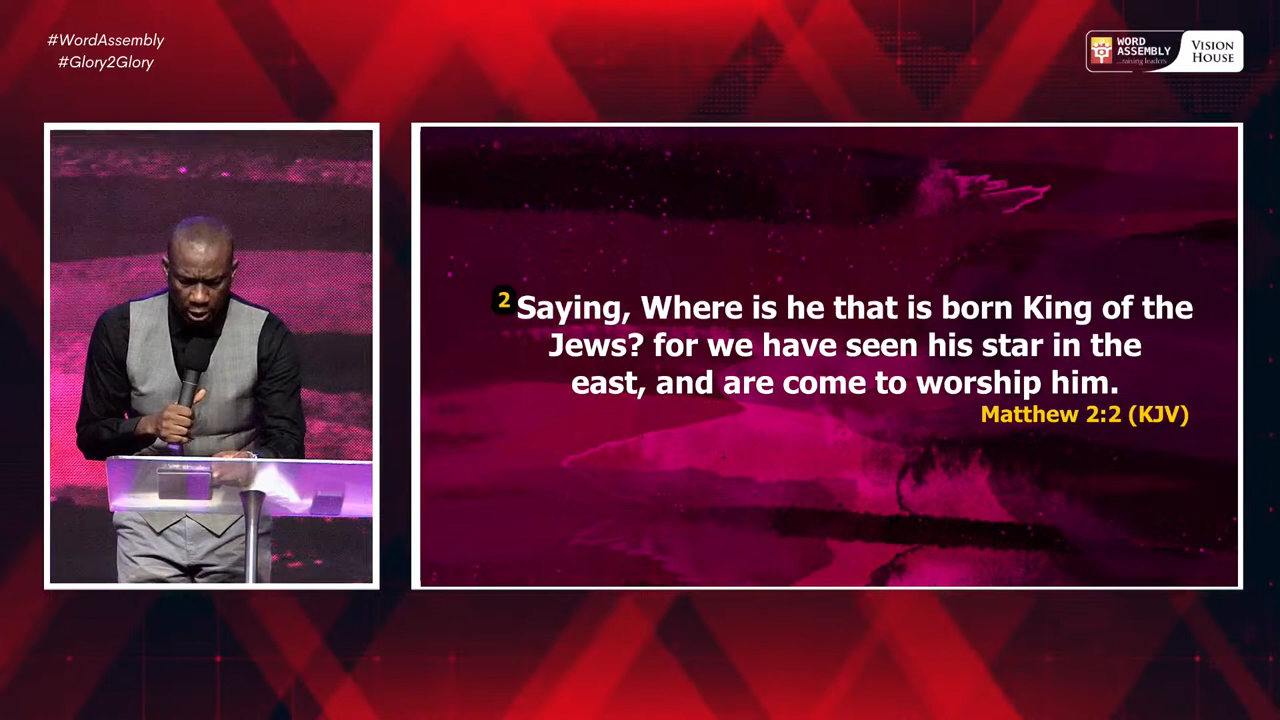 #WordAssembly
#Glory2Glory
WORD
ASSEMBLY
...raising leaders
VISION
HOUSE
2 Saying, Where is he that is born King of the
Jews? for we have seen his star in the
east, and are come to worship him.
Matthew 2:2 (KJV)